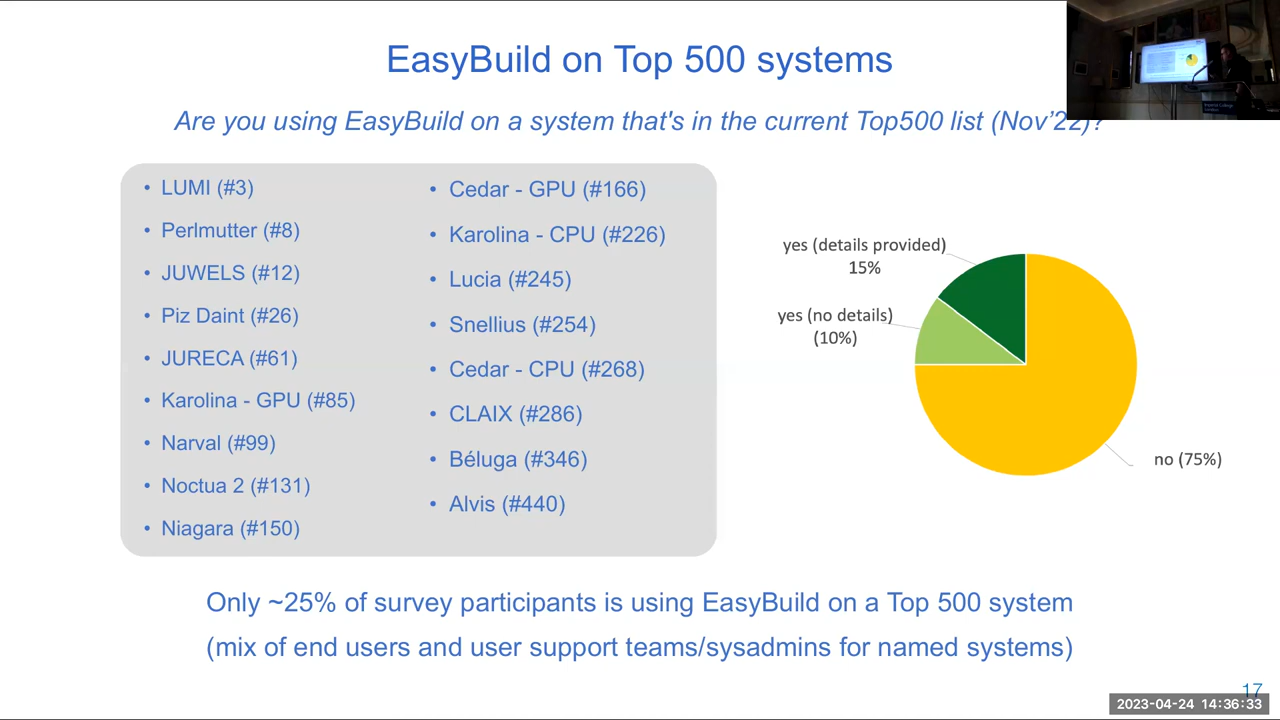 EasyBuild on Top 500 systems
Are you using EasyBuild on a system that's in the current Top500 list (Nov'22)?
• LUMI (#3)
• Perlmutter (#8)
• JUWELS (#12)
• Piz Daint (#26)
• JURECA (#61)
• Karolina - GPU (#85)
• Narval (#99)
• Noctua 2 (#131)
• Niagara (#150)
• Cedar - GPU (#166)
• Karolina - CPU (#226)
• Lucia (#245)
• Snellius (#254)
• Cedar - CPU (#268)
• CLAIX (#286)
• Béluga (#346)
• Alvis (#440)
yes (details provided)
15%
yes (no details)
(10%)
no (75%)
Only ~25% of survey participants is using EasyBuild on a Top 500 system
(mix of end users and user support teams/sysadmins for named systems)
17
2023-04-24 14:36:33